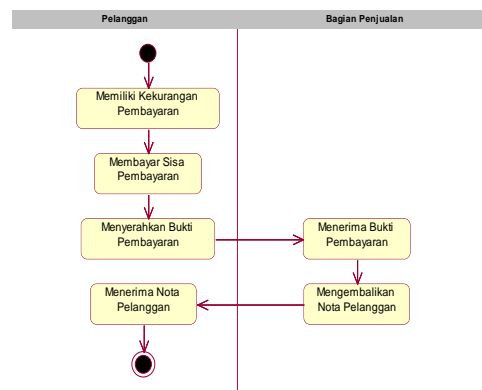 Pelanggan
Bagian Penjualan
Memiliki Kekurangan
Pembayaran
Membayar Sisa
Pembayaran
Menyerahkan Bukti
Pembayaran
Menerima Bukti
Pembayaran
Menerima Nota
Pelanggan
Mengembalikan
Nota Pelanggan